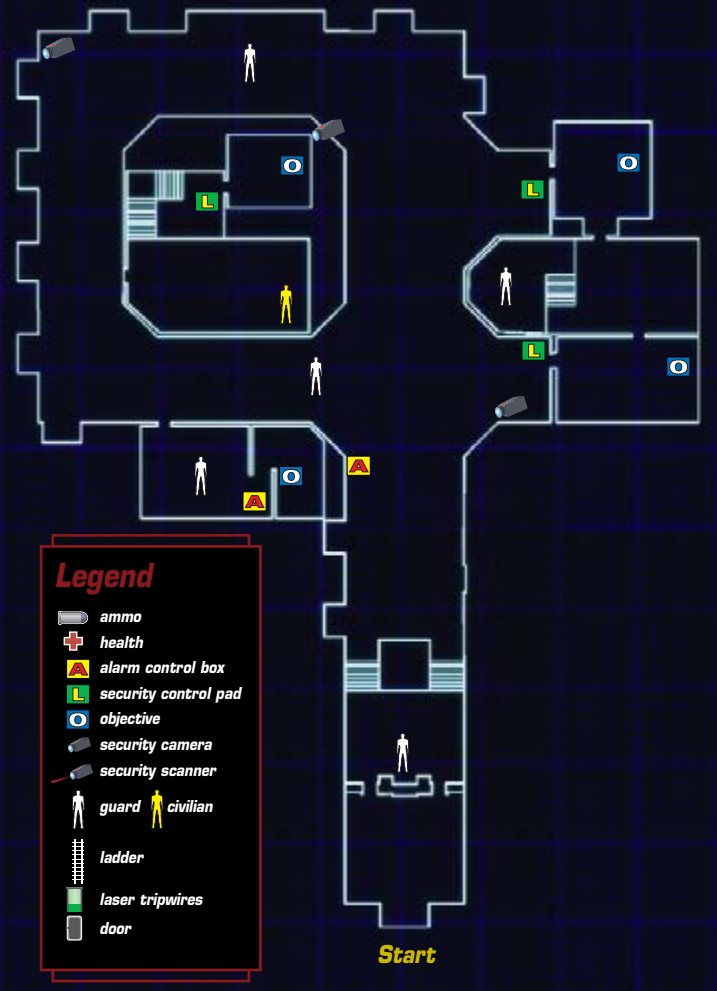 O
O
L
L
L
O
A
O
A
Legend
ammo
health
A alarm control box
L security control pad
O objective
security camera
security scanner
guard civilian
ladder
laser tripwires
door
Start